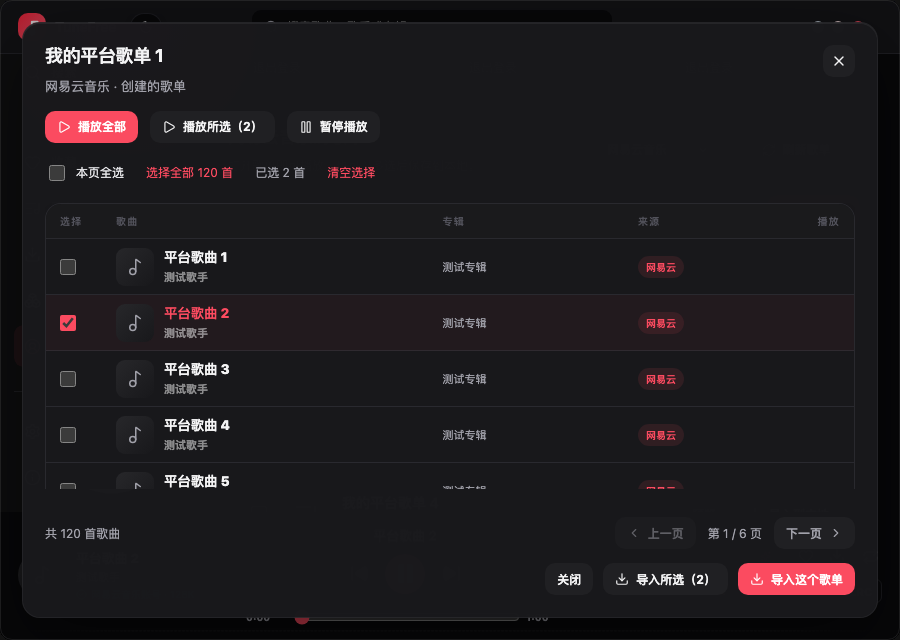 我的平台歌单 1
网易云音乐 · 创建的歌单
播放全部 播放所选（2） 暂停播放
本页全选 选择全部 120 首 已选 2 首 清空选择
选择 歌曲 专辑 来源 播放
平台歌曲 1
测试歌手 测试专辑 网易云
平台歌曲 2
测试歌手 测试专辑 网易云
平台歌曲 3
测试歌手 测试专辑 网易云
平台歌曲 4
测试歌手 测试专辑 网易云
平台歌曲 5
共 120 首歌曲 上一页 第 1 / 6 页 下一页
关闭 导入所选（2） 导入这个歌单